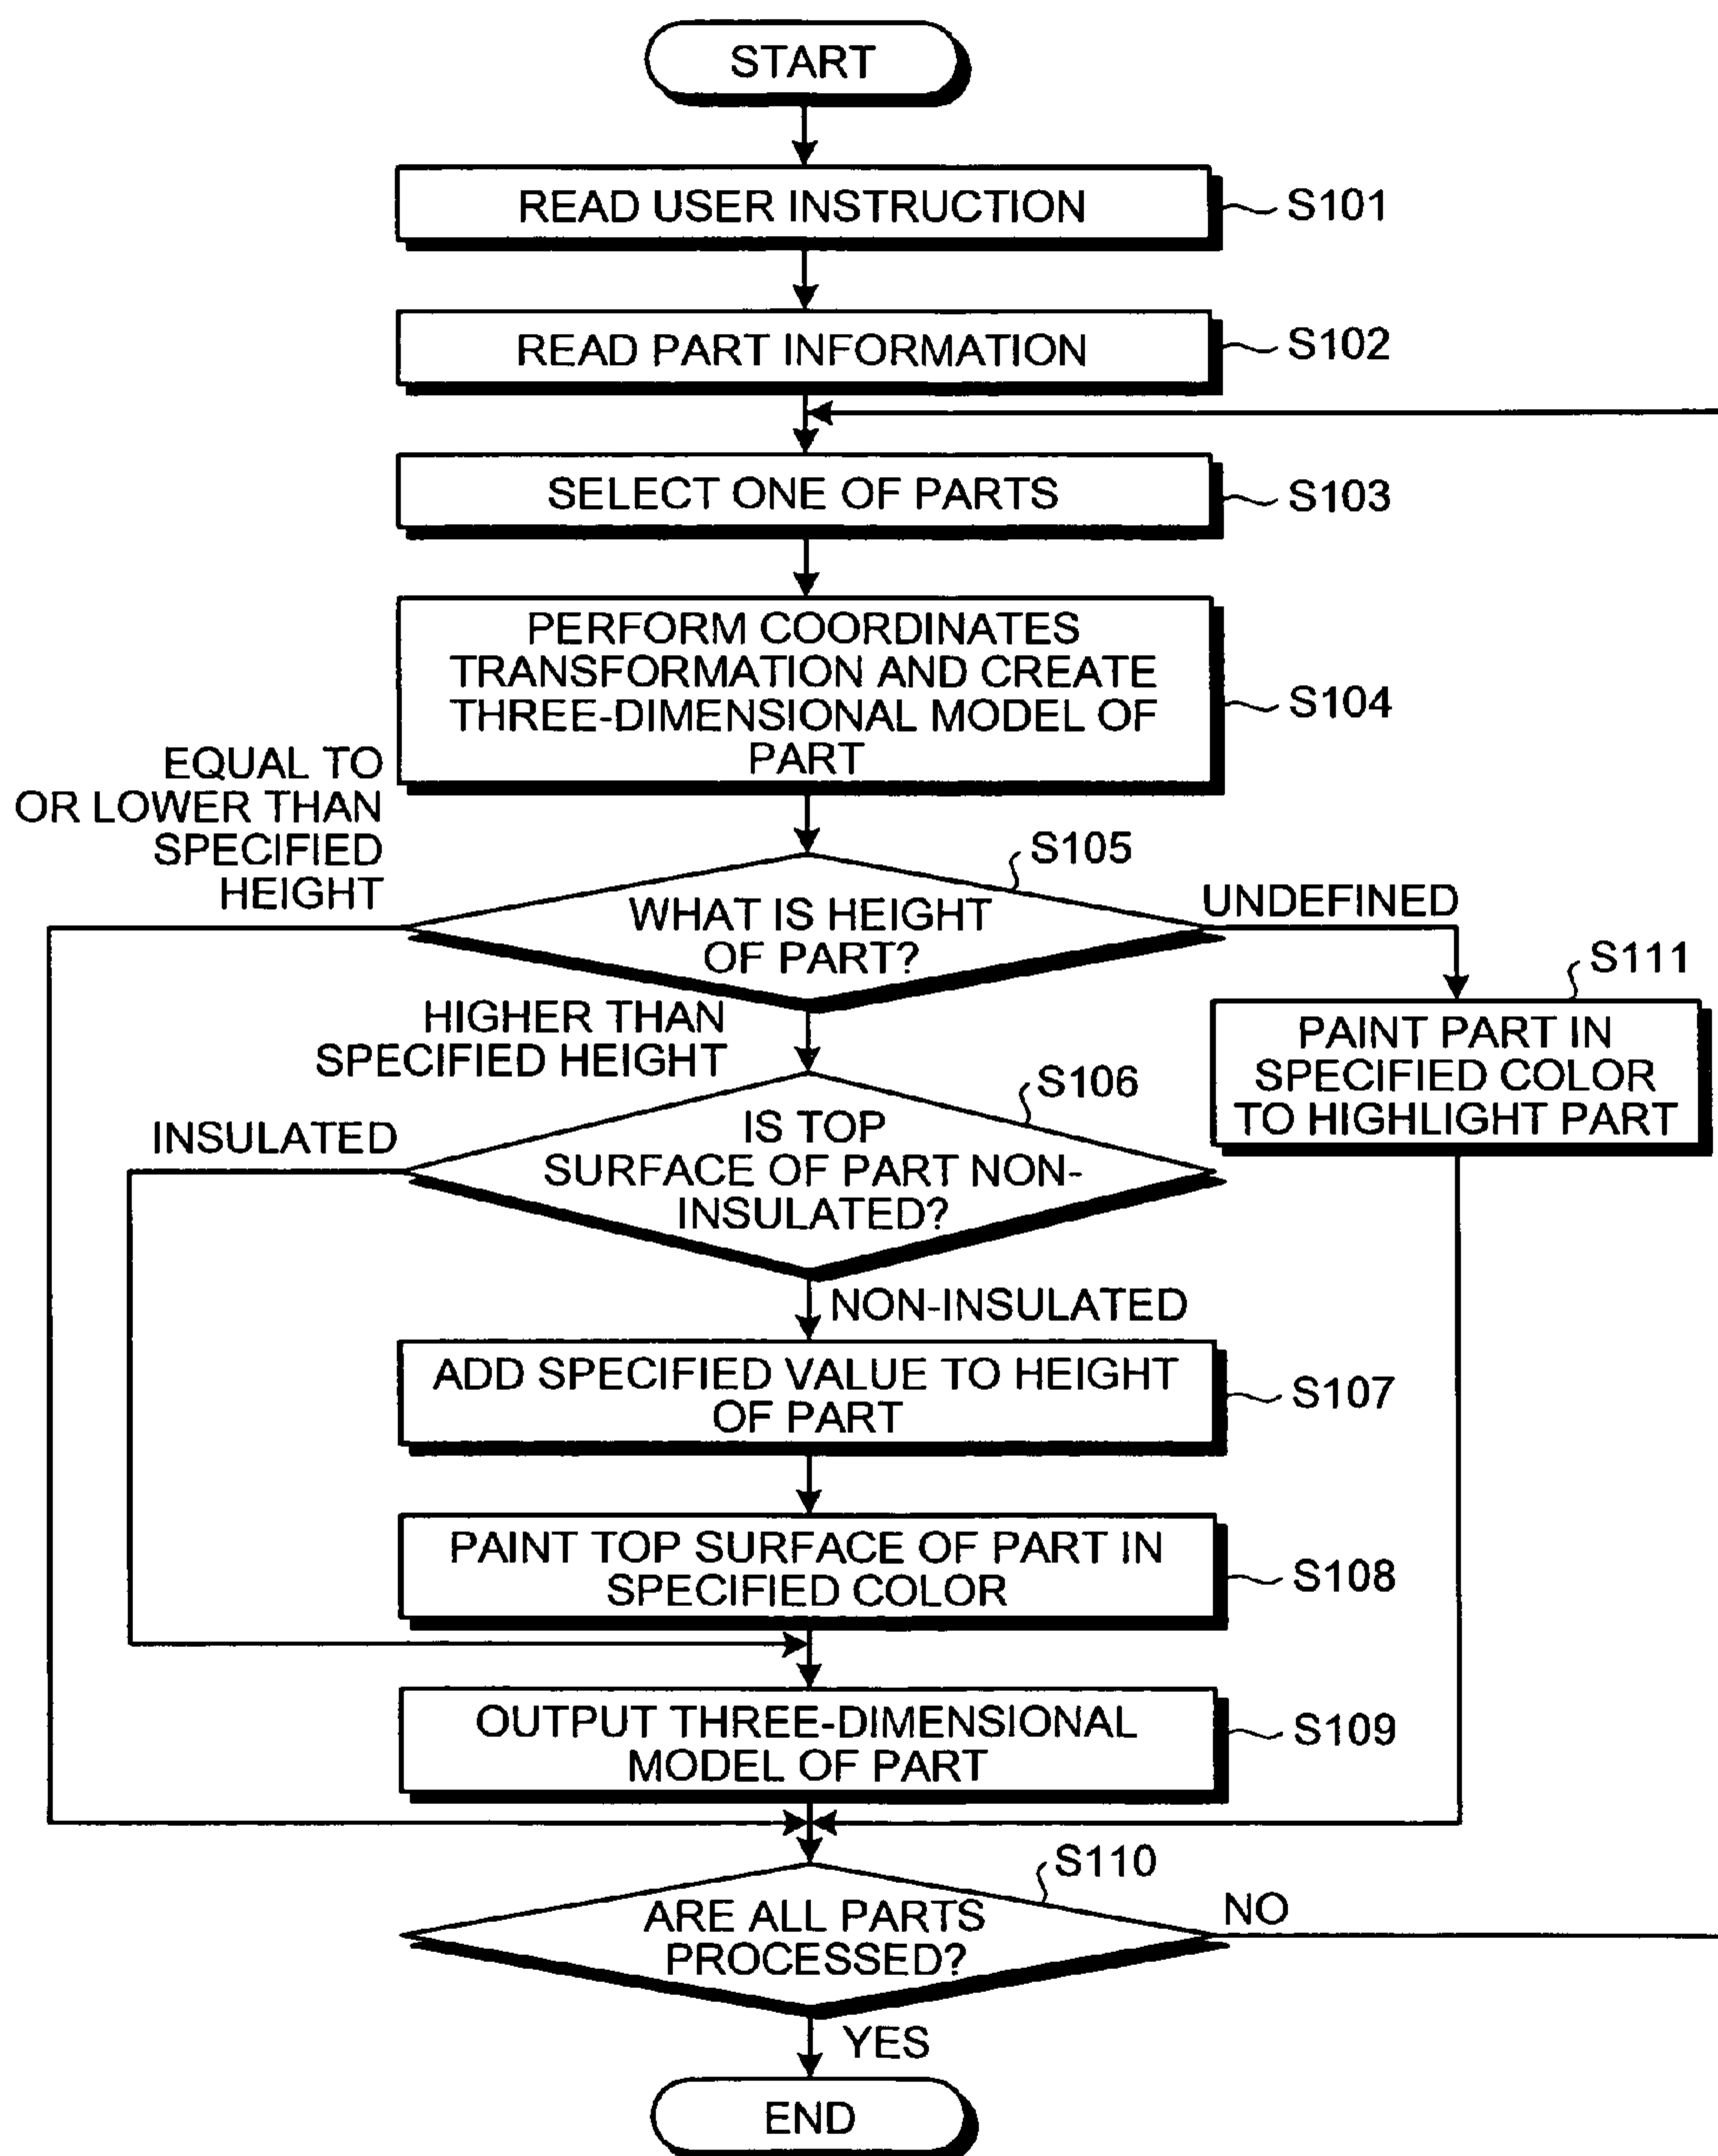 START
READ USER INSTRUCTION
S101
READ PART INFORMATION
S102
SELECT ONE OF PARTS
S103
PERFORM COORDINATES
TRANSFORMATION AND CREATE
THREE-DIMENSIONAL MODEL OF
PART
S104
EQUAL TO
OR LOWER THAN
SPECIFIED
HEIGHT
S105
WHAT IS HEIGHT
OF PART?
UNDEFINED
S111
PAINT PART IN
SPECIFIED COLOR
TO HIGHLIGHT PART
HIGHER THAN
SPECIFIED HEIGHT
S106
IS TOP
SURFACE OF PART NON-
INSULATED?
INSULATED
NON-INSULATED
ADD SPECIFIED VALUE TO HEIGHT
OF PART
S107
PAINT TOP SURFACE OF PART IN
SPECIFIED COLOR
S108
OUTPUT THREE-DIMENSIONAL
MODEL OF PART
S109
S110
ARE ALL PARTS
PROCESSED?
NO
YES
END